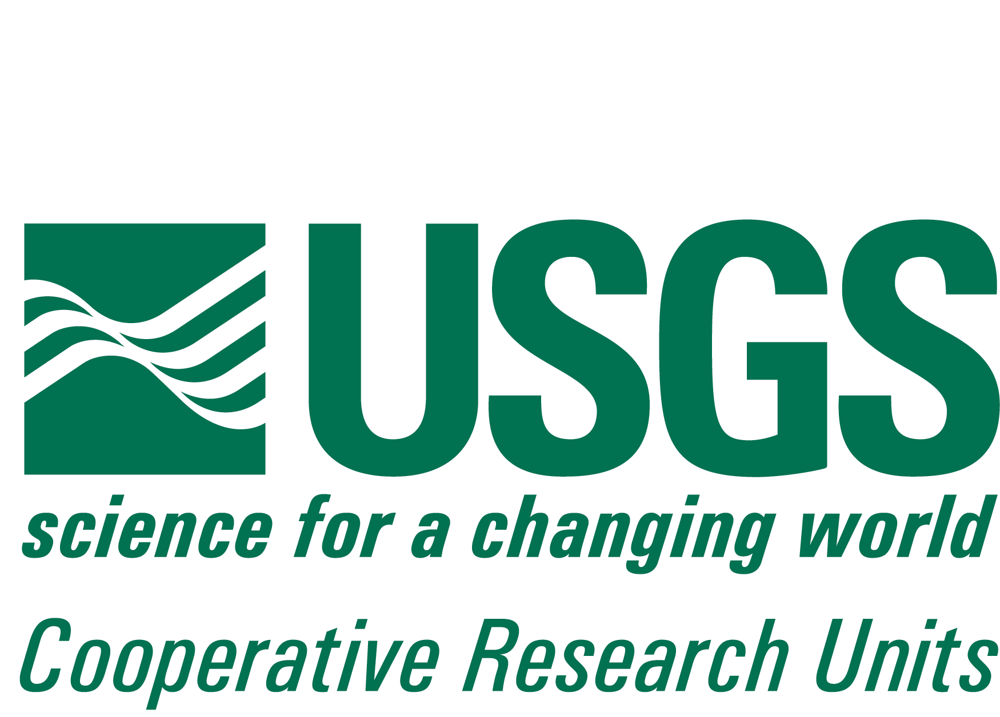 USGS
science for a changing world
Cooperative Research Units